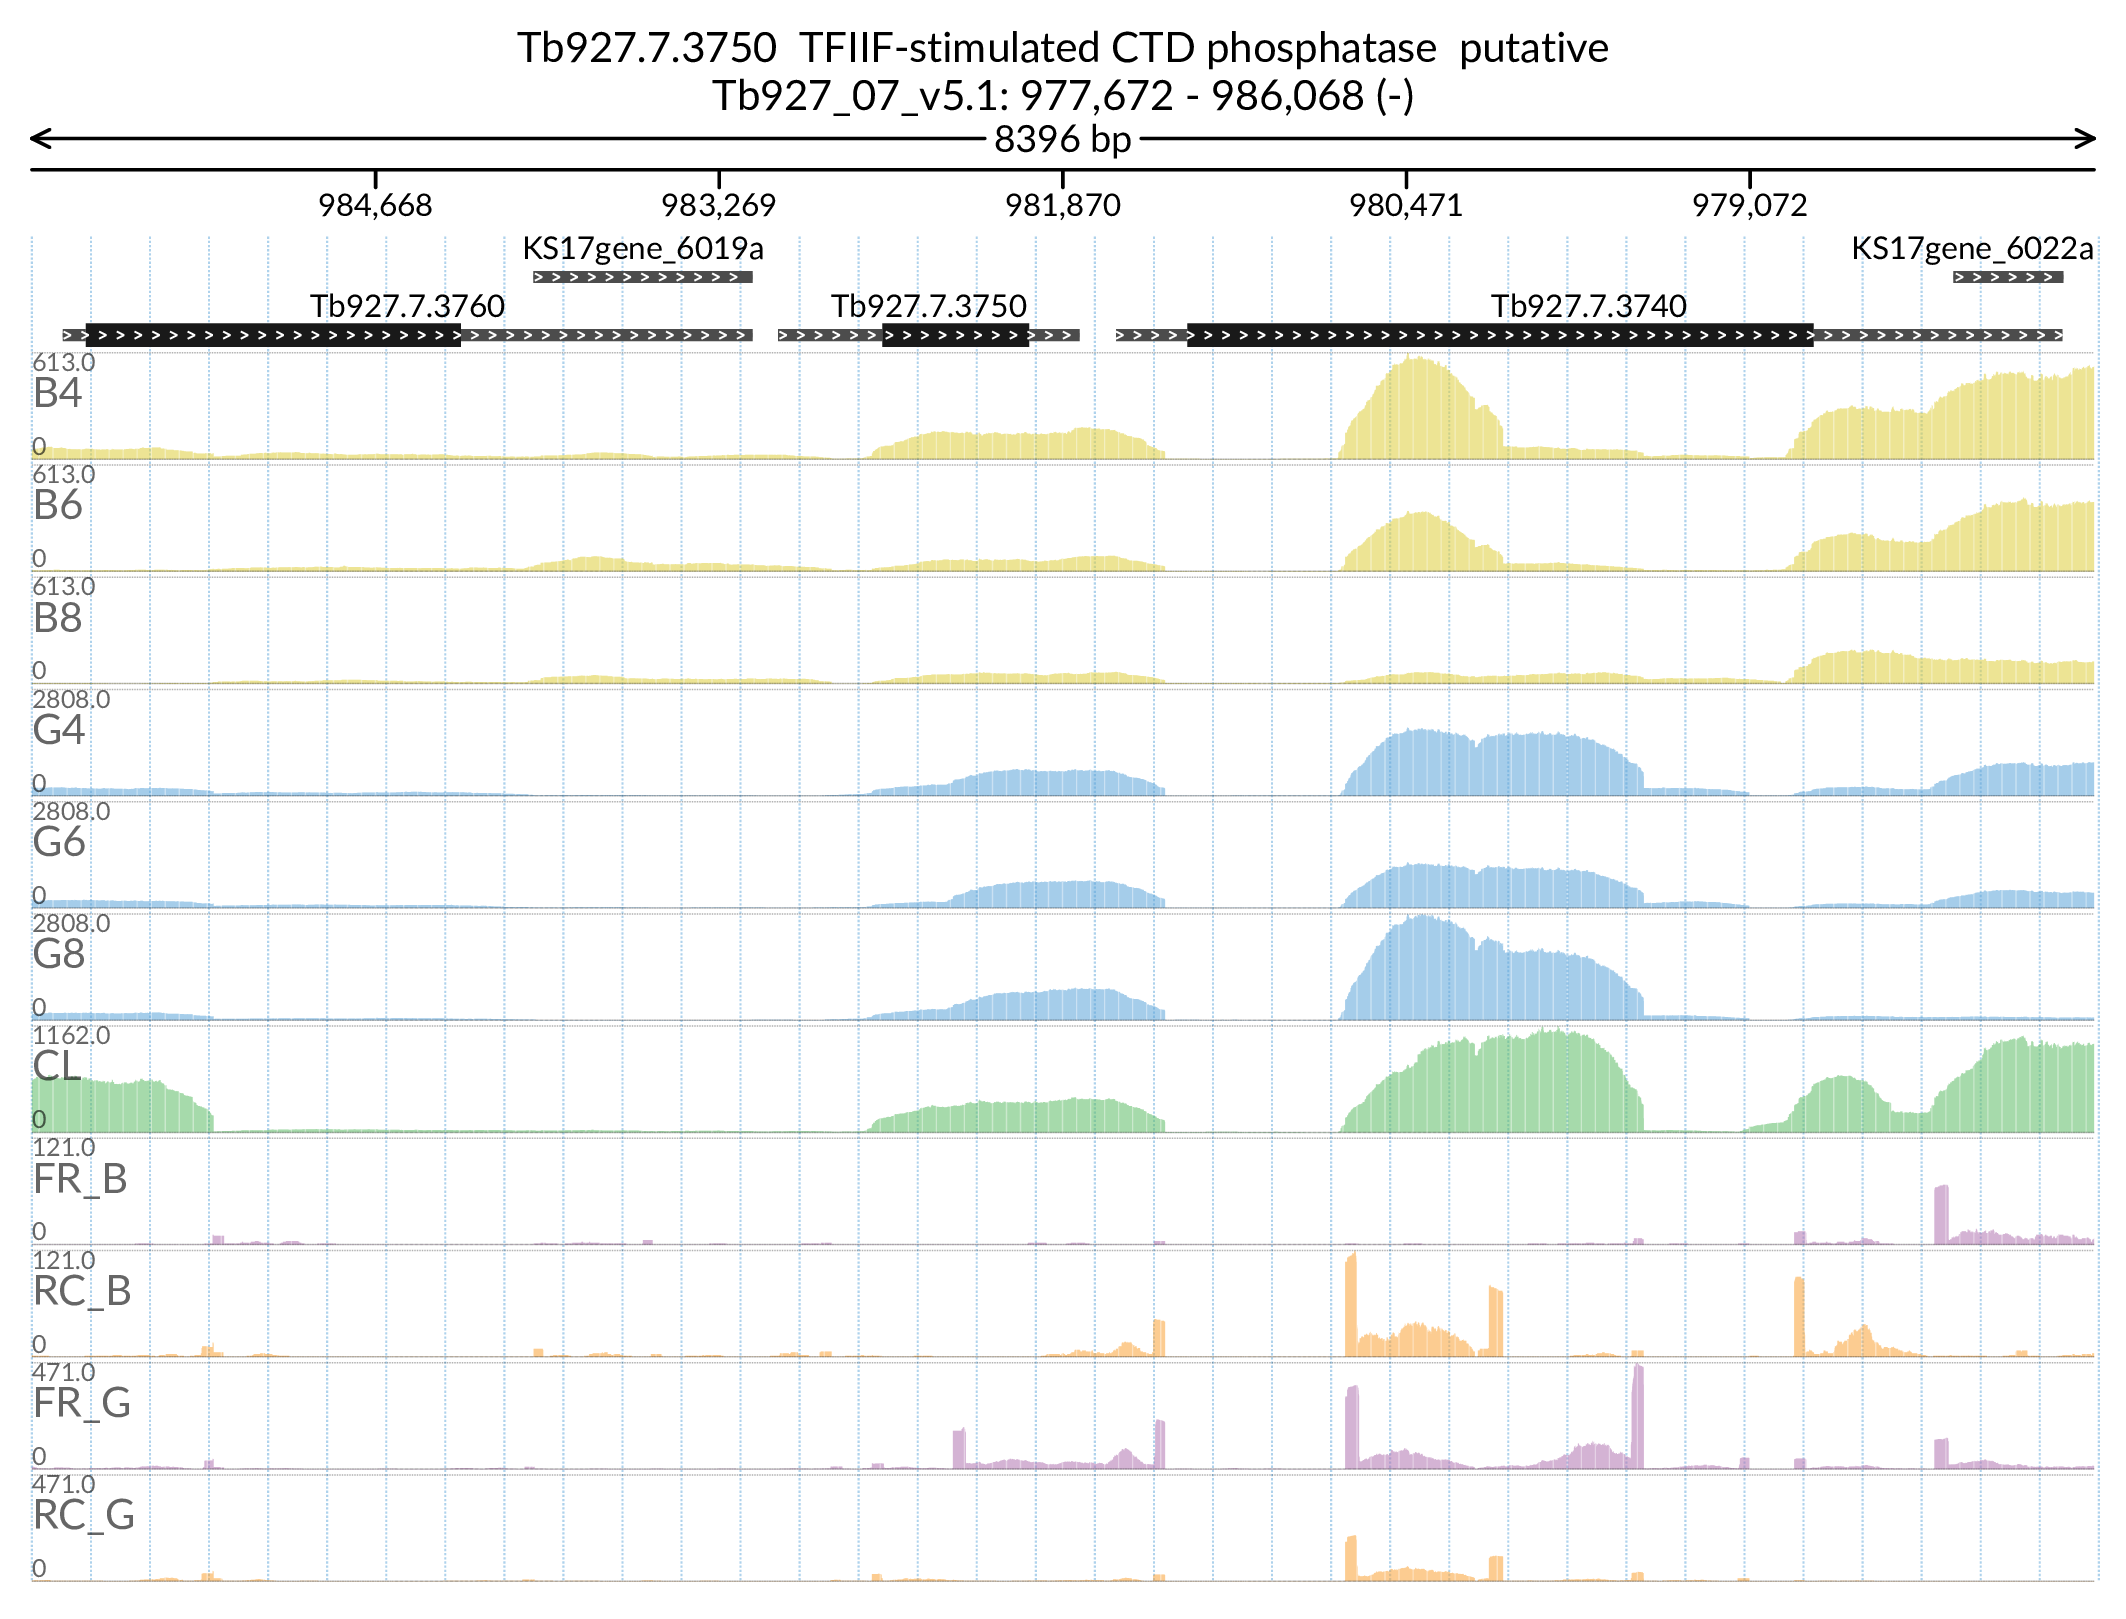 Tb927.7.3750  TFIIF-stimulated CTD phosphatase  putative
Tb927_07_v5.1: 977,672 - 986,068 (-)
8396 bp
984,668 983,269 981,870 980,471 979,072
KS17gene_6019a KS17gene_6022a
Tb927.7.3760 Tb927.7.3750 Tb927.7.3740
613.0
B4
0
613.0
B6
0
613.0
B8
0
2808.0
G4
0
2808.0
G6
0
2808.0
G8
0
1162.0
CL
0
121.0
FR_B
0
121.0
RC_B
0
471.0
FR_G
0
471.0
RC_G
0